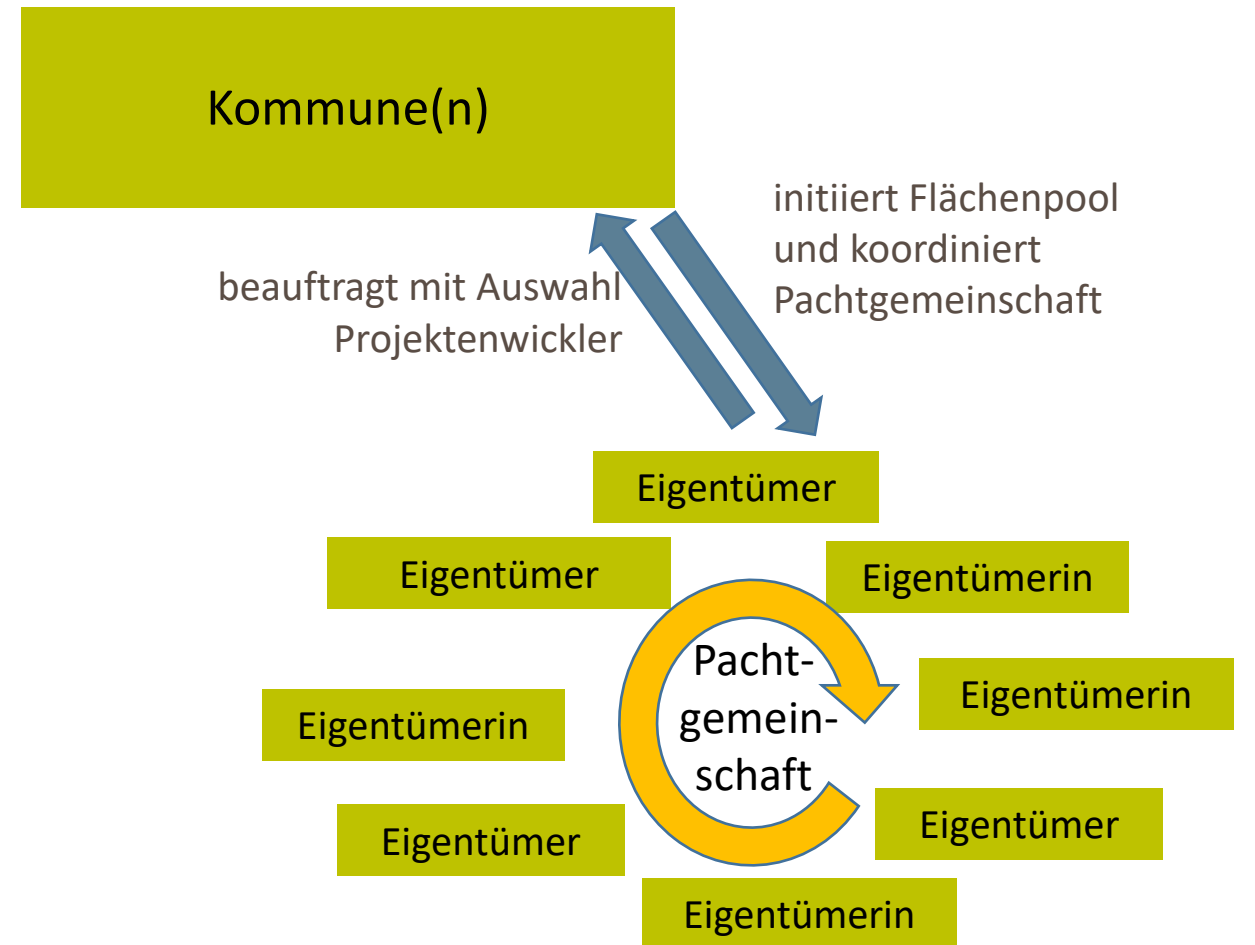 Kommune(n)
initiiert Flächenpool
und koordiniert
Pachtgemeinschaft
beauftragt mit Auswahl
Projektenwickler
Eigentümer
Eigentümer
Eigentümerin
Pacht-
gemein-
schaft
Eigentümerin
Eigentümerin
Eigentümer
Eigentümer
Eigentümerin